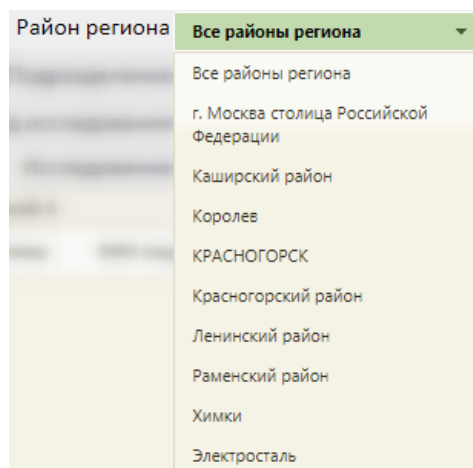 Район региона Все районы региона
Все районы региона
г. Москва столица Российской
Федерации
Каширский район
Королев
КРАСНОГОРСК
Красногорский район
Ленинский район
Раменский район
Химки
Электросталь